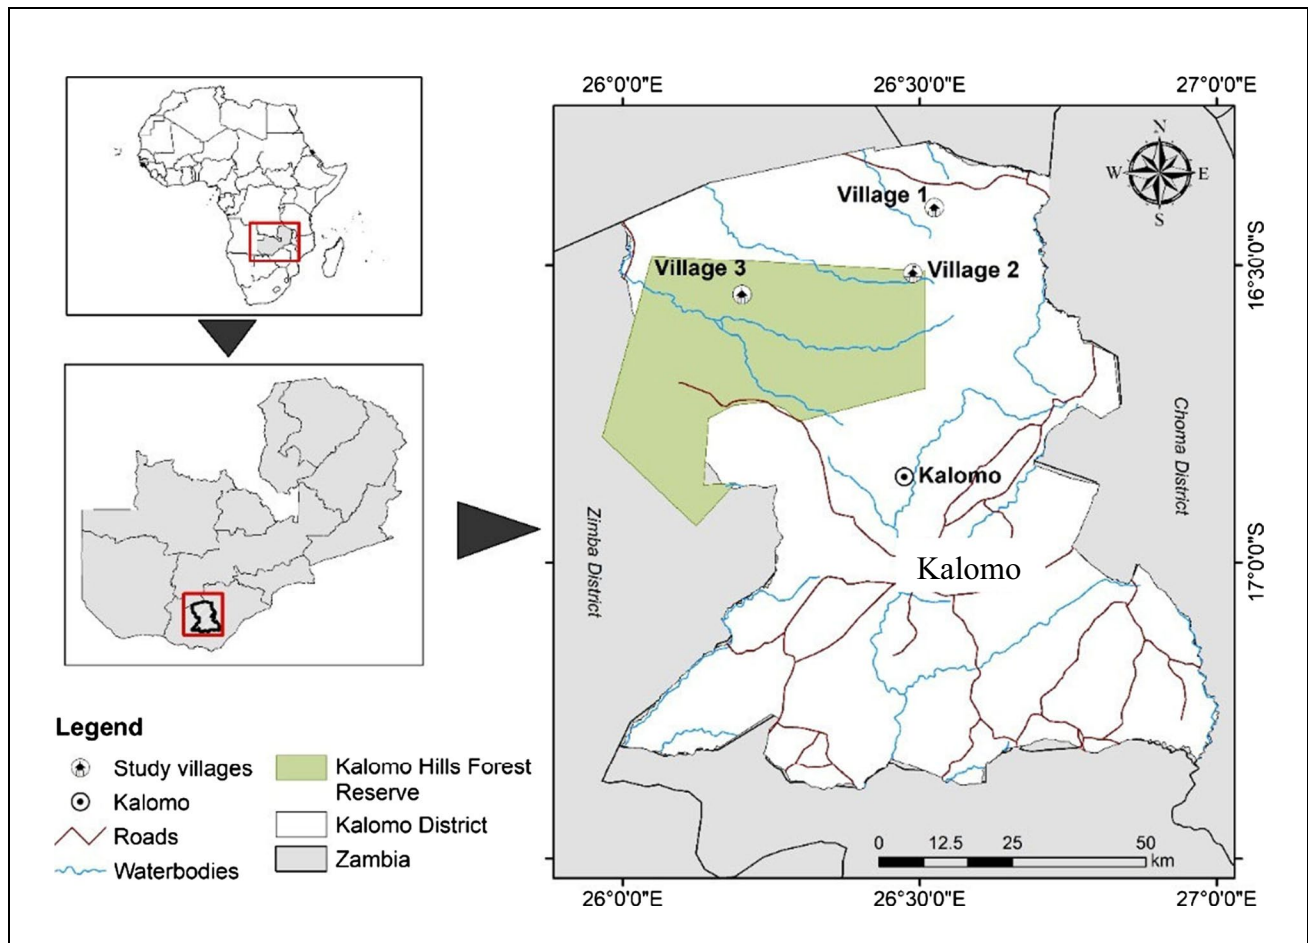 26°0'0"E 26°30'0"E 27°0'0"E
N
W E
S
Village 1
16°30'0"S
Village 3
Village 2
Choma District
Kalomo
Zimba District
Kalomo
17°0'0"S
Legend
Study villages
Kalomo
Roads
Waterbodies
Kalomo Hills Forest
Reserve
Kalomo District
Zambia
0 12.5 25 50
km
26°0'0"E 26°30'0"E 27°0'0"E